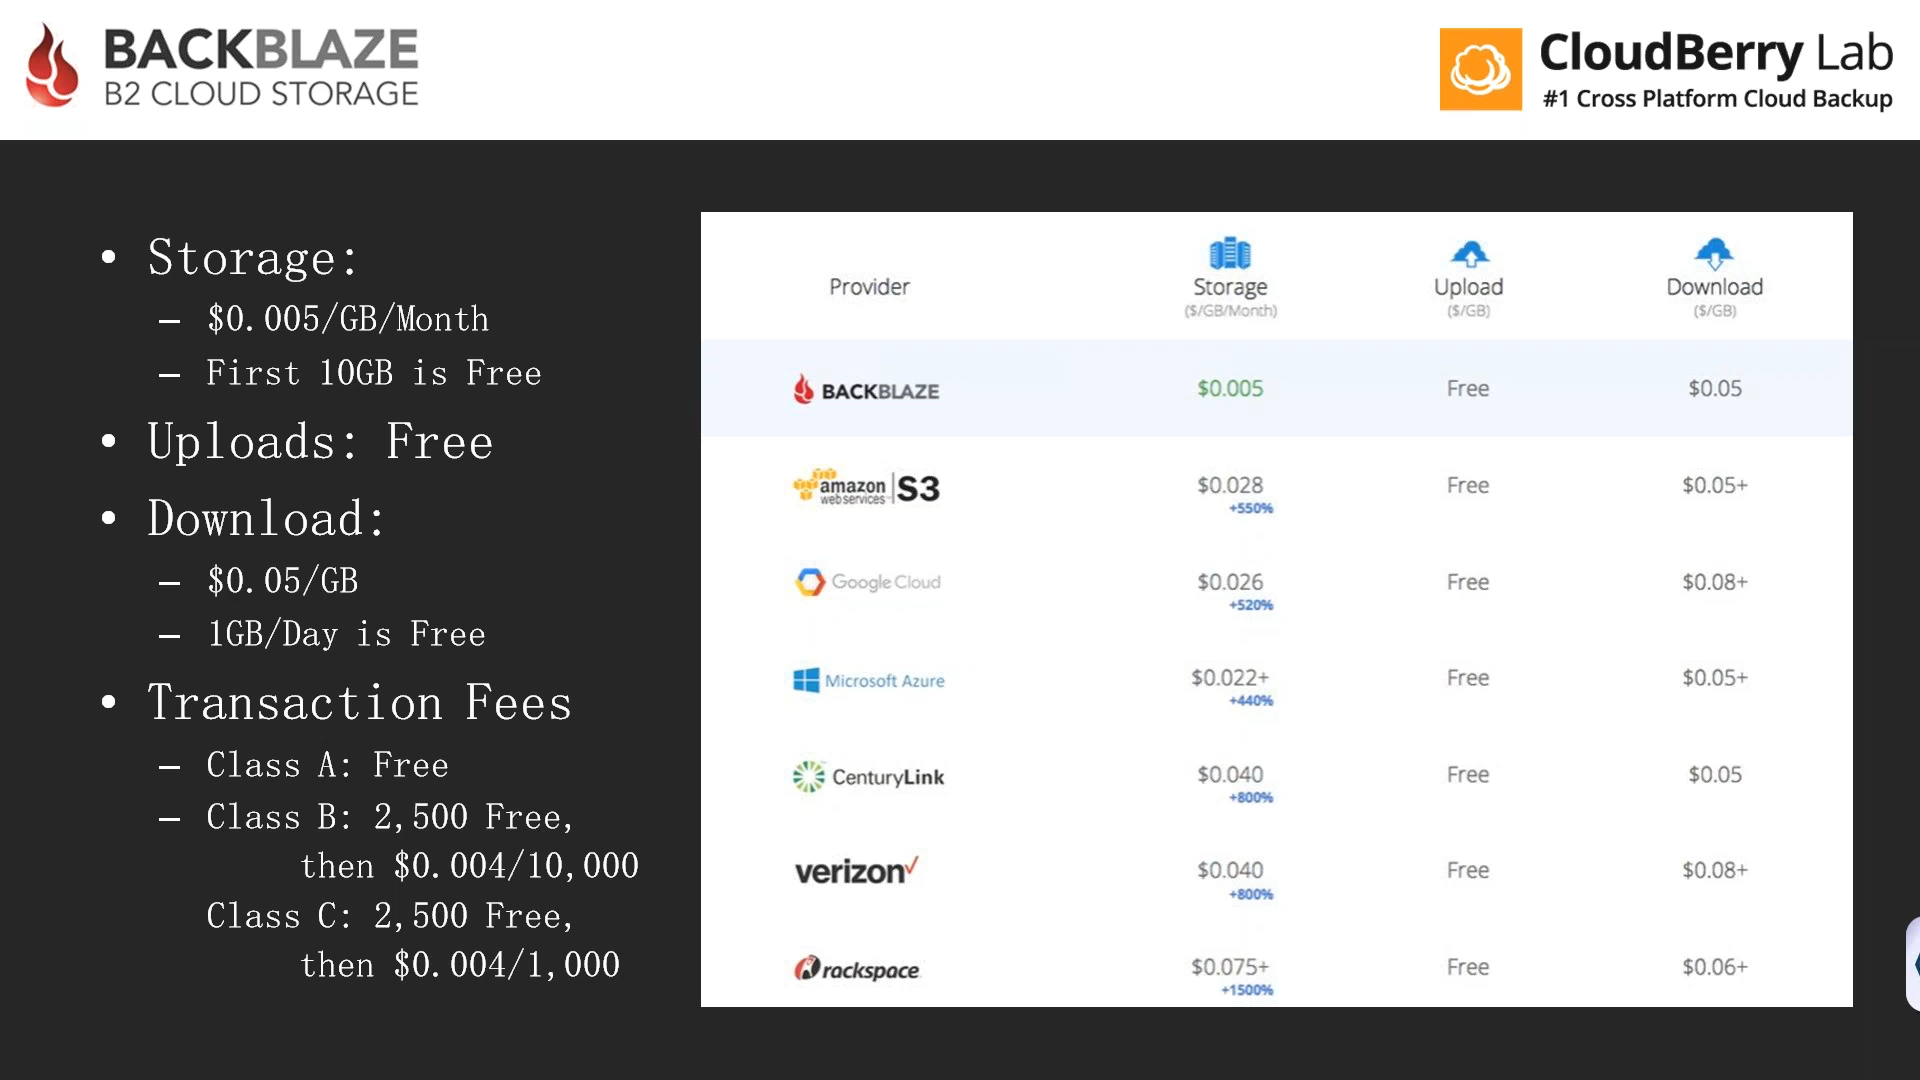 BACKBLAZE
B2 CLOUD STORAGE
CloudBerry Lab
#1 Cross Platform Cloud Backup
• Storage:
– $0.005/GB/Month
– First 10GB is Free
• Uploads: Free
• Download:
– $0.05/GB
– 1GB/Day is Free
• Transaction Fees
– Class A: Free
– Class B: 2,500 Free,
then $0.004/10,000
Class C: 2,500 Free,
then $0.004/1,000
Provider Storage Upload Download
($/GB/Month) ($/GB) ($/GB)
BACKBLAZE $0.005 Free $0.05
amazon webservices S3 $0.028 Free $0.05+
+550%
Google Cloud $0.026 Free $0.08+
+520%
Microsoft Azure $0.022+ Free $0.05+
+440%
CenturyLink $0.040 Free $0.05
+800%
verizon $0.040 Free $0.08+
+800%
rackspace $0.075+ Free $0.06+
+1500%